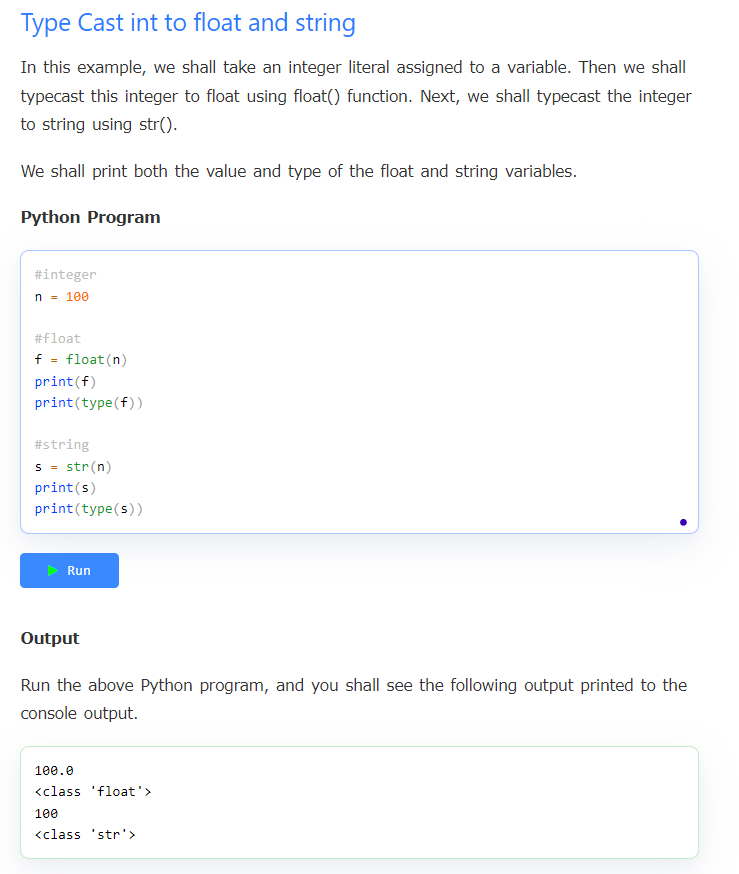 Type Cast int to float and string
In this example, we shall take an integer literal assigned to a variable. Then we shall
typecast this integer to float using float() function. Next, we shall typecast the integer
to string using str().
We shall print both the value and type of the float and string variables.
Python Program
#integer
n = 100
#float
f = float(n)
print(f)
print(type(f))
#string
s = str(n)
print(s)
print(type(s))
Run
Output
Run the above Python program, and you shall see the following output printed to the
console output.
100.0
<class 'float'>
100
<class 'str'>